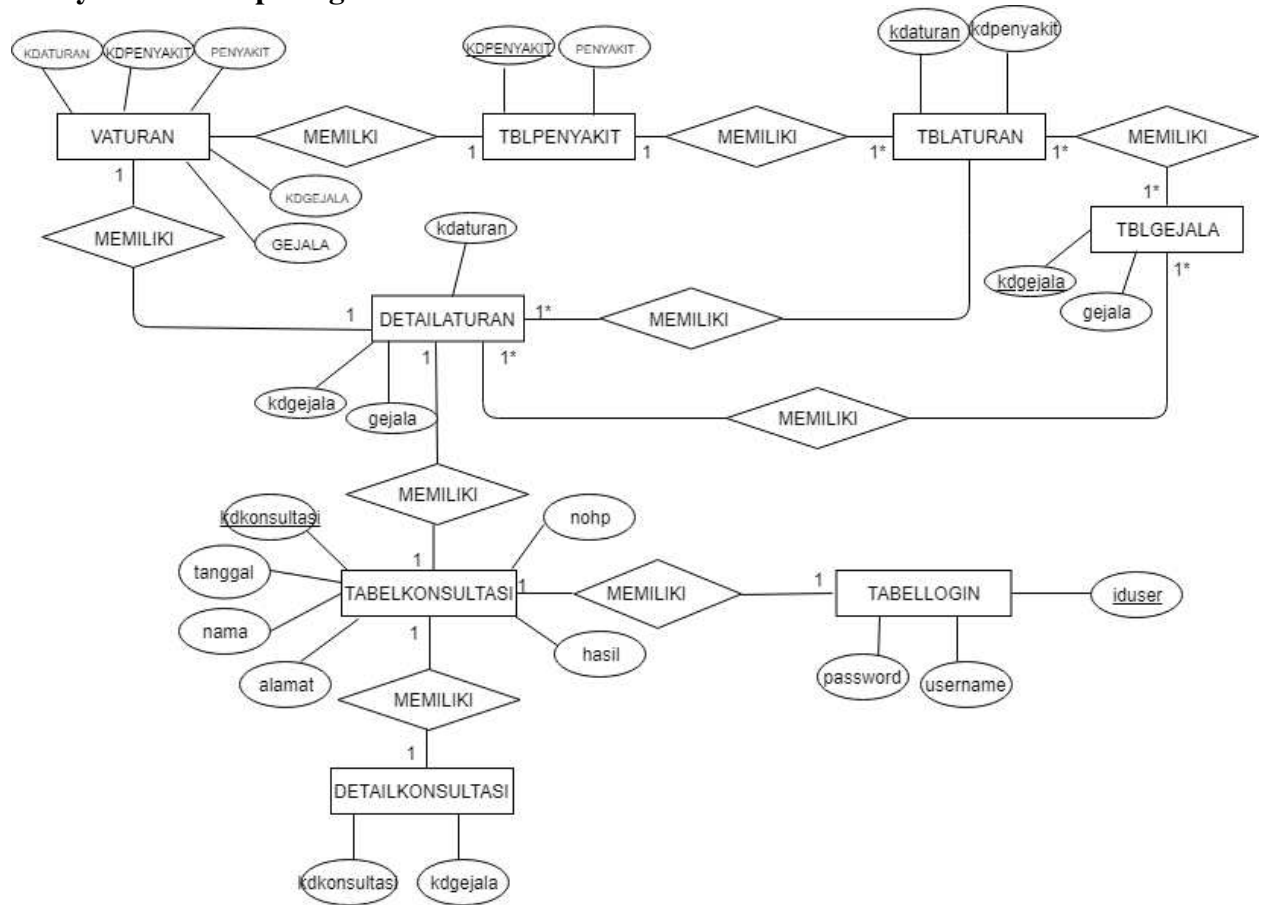 KDATURAN
KDPENYAKIT
PENYAKIT
KDPENYAKIT
PENYAKIT
kdaturan
kdpenyakit
VATURAN
MEMILKI
1
TBLPENYAKIT
1
MEMILIKI
1*
TBLATURAN
1*
MEMILIKI
1
KDGEJALA
GEJALA
MEMILIKI
1*
TBLGEJALA
1*
kdgejala
gejala
kdaturan
1
DETAILATURAN
1*
MEMILIKI
1
1*
kdgejala
gejala
MEMILIKI
MEMILIKI
kdkonsultasi
nohp
tanggal
1
TABELKONSULTASI
1
MEMILIKI
1
TABELLOGIN
iduser
nama
1
hasil
alamat
password
username
MEMILIKI
1
DETAILKONSULTASI
kdkonsultasi
kdgejala